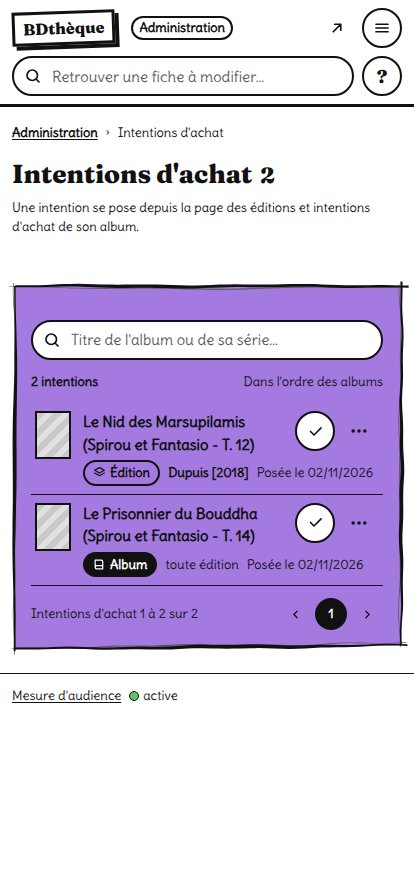 BDthèque
Administration
Retrouver une fiche à modifier...
?
Administration › Intentions d'achat
Intentions d'achat 2
Une intention se pose depuis la page des éditions et intentions
d'achat de son album.
Titre de l'album ou de sa série...
2 intentions Dans l'ordre des albums
Le Nid des Marsupilamis
(Spirou et Fantasio - T. 12)
Édition Dupuis [2018] Posée le 02/11/2026
Le Prisonnier du Bouddha
(Spirou et Fantasio - T. 14)
Album toute édition Posée le 02/11/2026
Intentions d'achat 1 à 2 sur 2 ‹ 1 ›
Mesure d'audience active